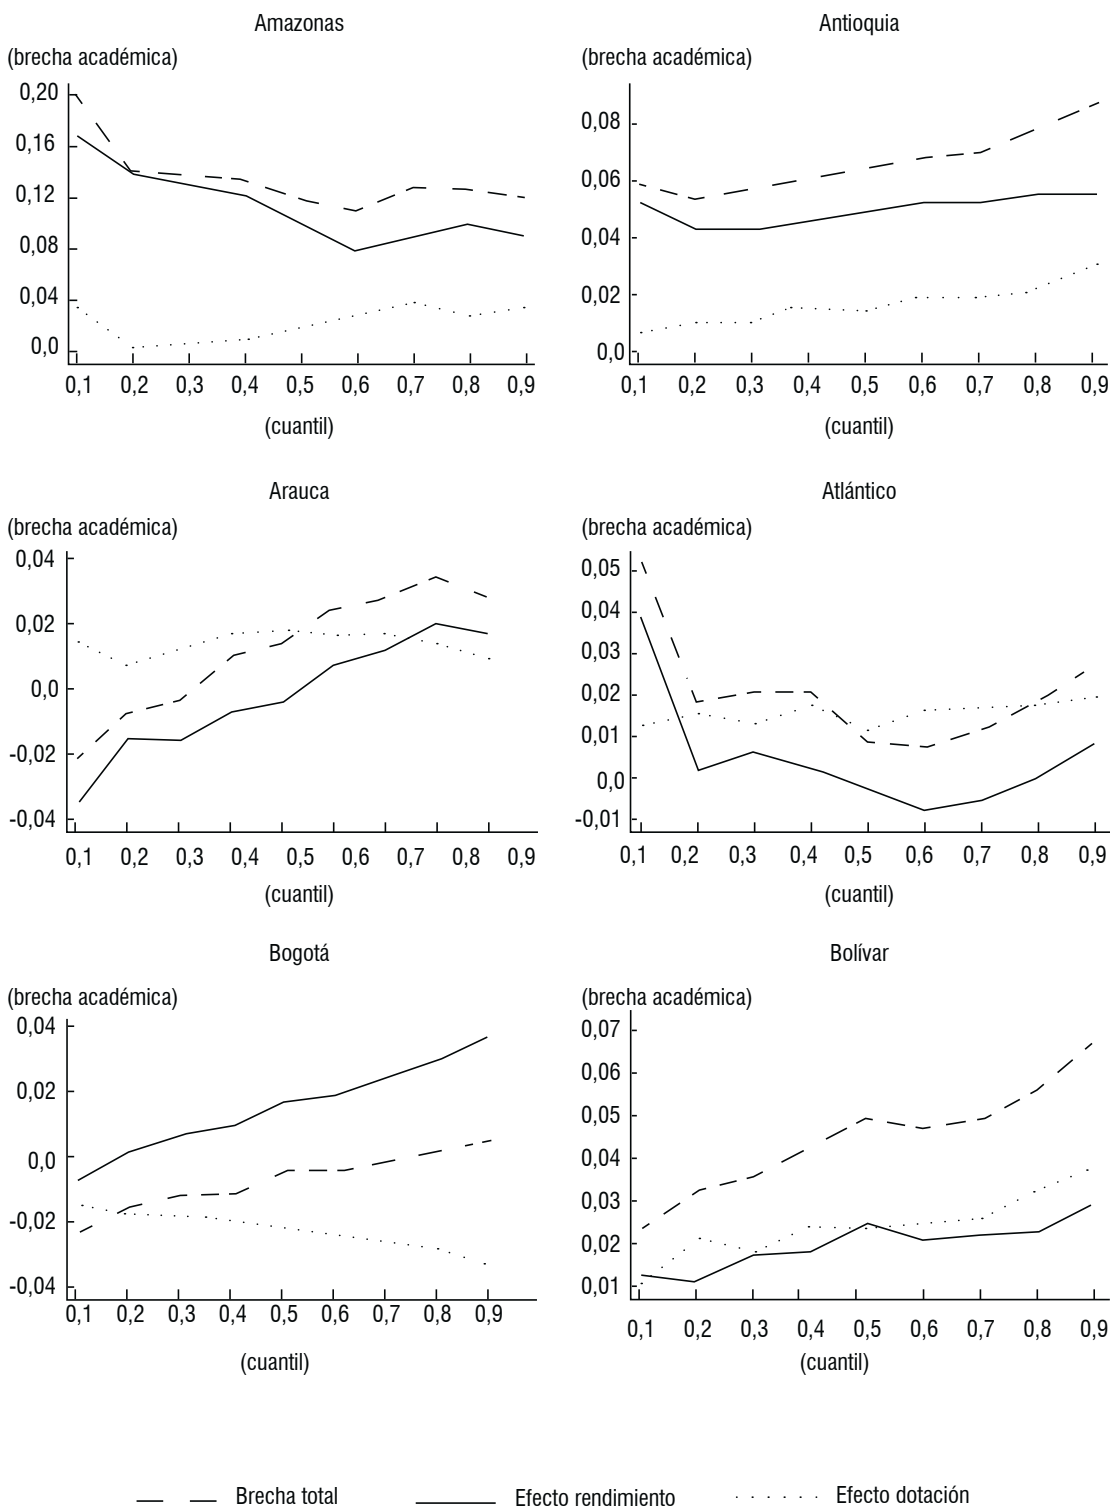 Amazonas
(brecha académica)
0,20
0,16
0,12
0,08
0,04
0,0
0,1 0,2 0,3 0,4 0,5 0,6 0,7 0,8 0,9
(cuantil)
Antioquia
(brecha académica)
0,08
0,06
0,04
0,02
0,0
0,1 0,2 0,3 0,4 0,5 0,6 0,7 0,8 0,9
(cuantil)
Arauca
(brecha académica)
0,04
0,02
0,0
-0,02
-0,04
0,1 0,2 0,3 0,4 0,5 0,6 0,7 0,8 0,9
(cuantil)
Atlántico
(brecha académica)
0,05
0,04
0,03
0,02
0,01
0,0
-0,01
0,1 0,2 0,3 0,4 0,5 0,6 0,7 0,8 0,9
(cuantil)
Bogotá
(brecha académica)
0,04
0,02
0,0
-0,02
-0,04
0,1 0,2 0,3 0,4 0,5 0,6 0,7 0,8 0,9
(cuantil)
Bolívar
(brecha académica)
0,07
0,06
0,05
0,04
0,03
0,02
0,01
0,1 0,2 0,3 0,4 0,5 0,6 0,7 0,8 0,9
(cuantil)
Brecha total Efecto rendimiento Efecto dotación